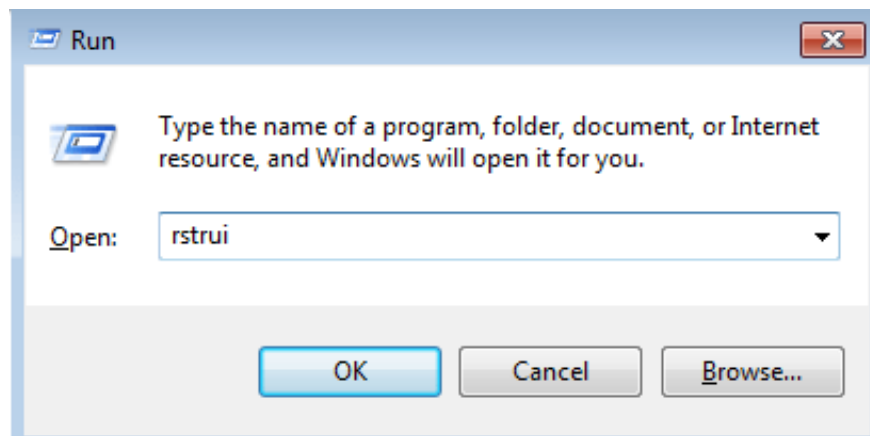 Run
Type the name of a program, folder, document, or Internet
resource, and Windows will open it for you.
Open: rstrui
OK Cancel Browse...